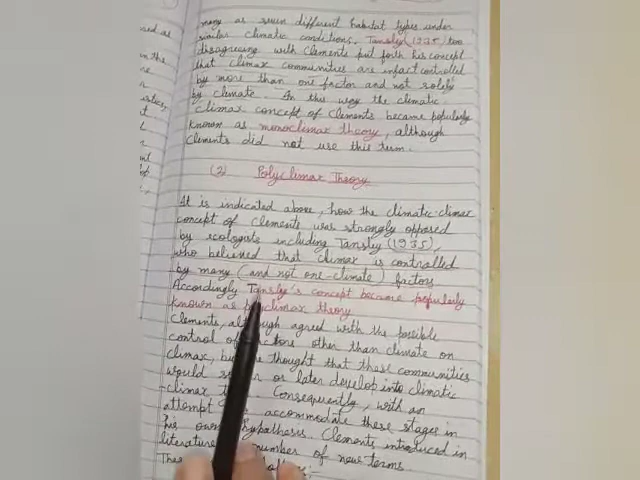 many as seven different habitat types under
similar climatic conditions. Tansley (1935) too
disagreeing with Clements put forth his concept
that climax communities are infact controlled
by more than one factor and not solely
by climate. In this way the climatic
climax concept of Clements became popularly
known as monoclimax theory, although
Clements did not use this term.
(2) Polyclimax Theory
It is indicated above, how the climatic climax
concept of Clements was strongly opposed
by ecologists including Tansley (1935),
who believed that climax is controlled
by many (and not one-climate) factors
Accordingly Tansley's concept became popularly
known as climax theory
Clements, although agreed with the possible
control of factors other than climate on
climax, but he thought that these communities
would sooner or later develop into climatic
-climax Consequently, with an
attempt accommodate these stages in
his own hypothesis. Clements introduced in
literature number of new terms